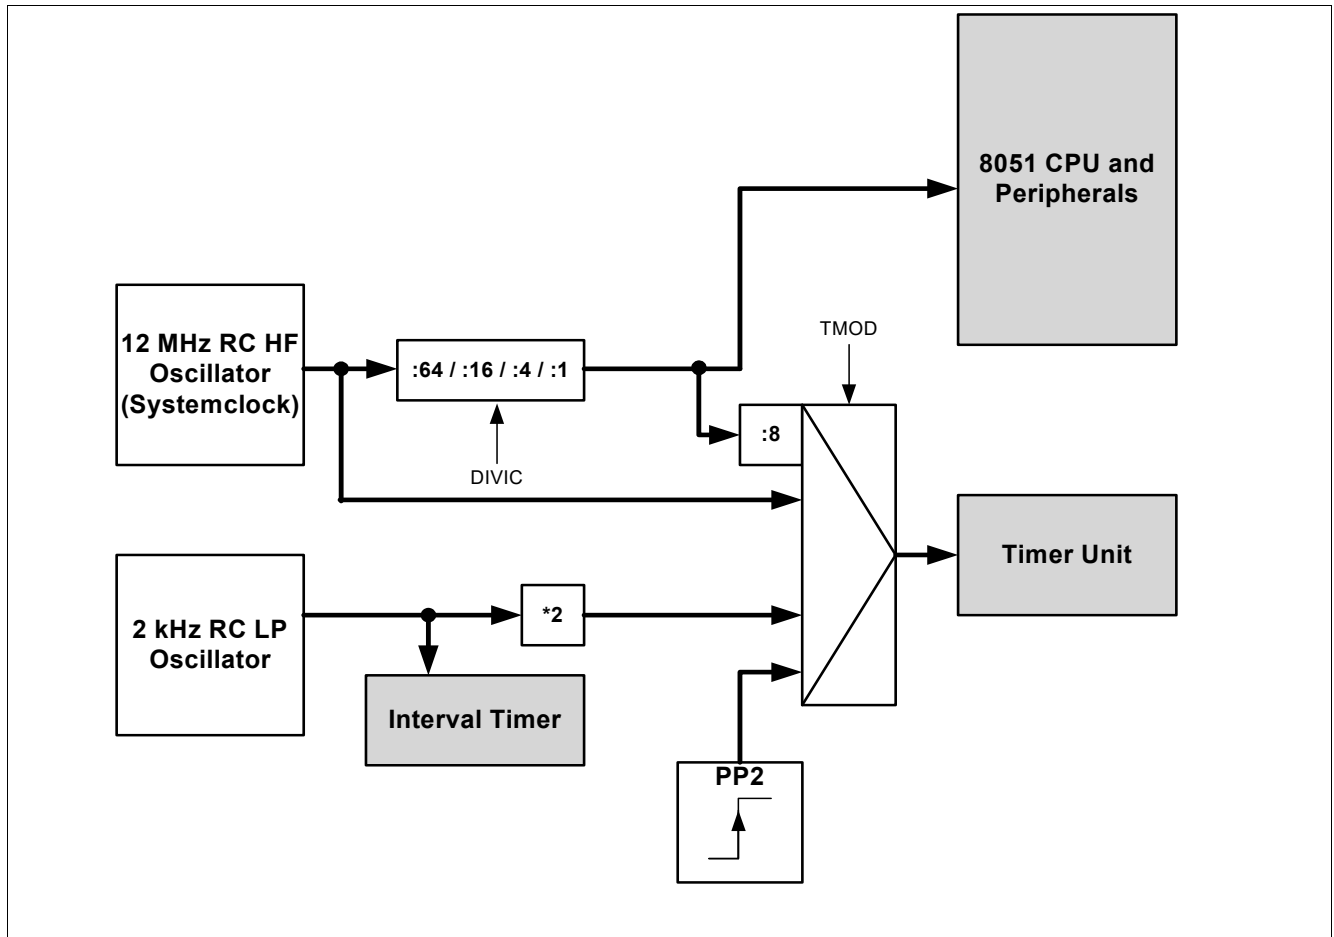 8051 CPU and
Peripherals
12 MHz RC HF
Oscillator
(Systemclock)
:64 / :16 / :4 / :1
DIVIC
TMOD
:8
Timer Unit
2 kHz RC LP
Oscillator
*2
Interval Timer
PP2